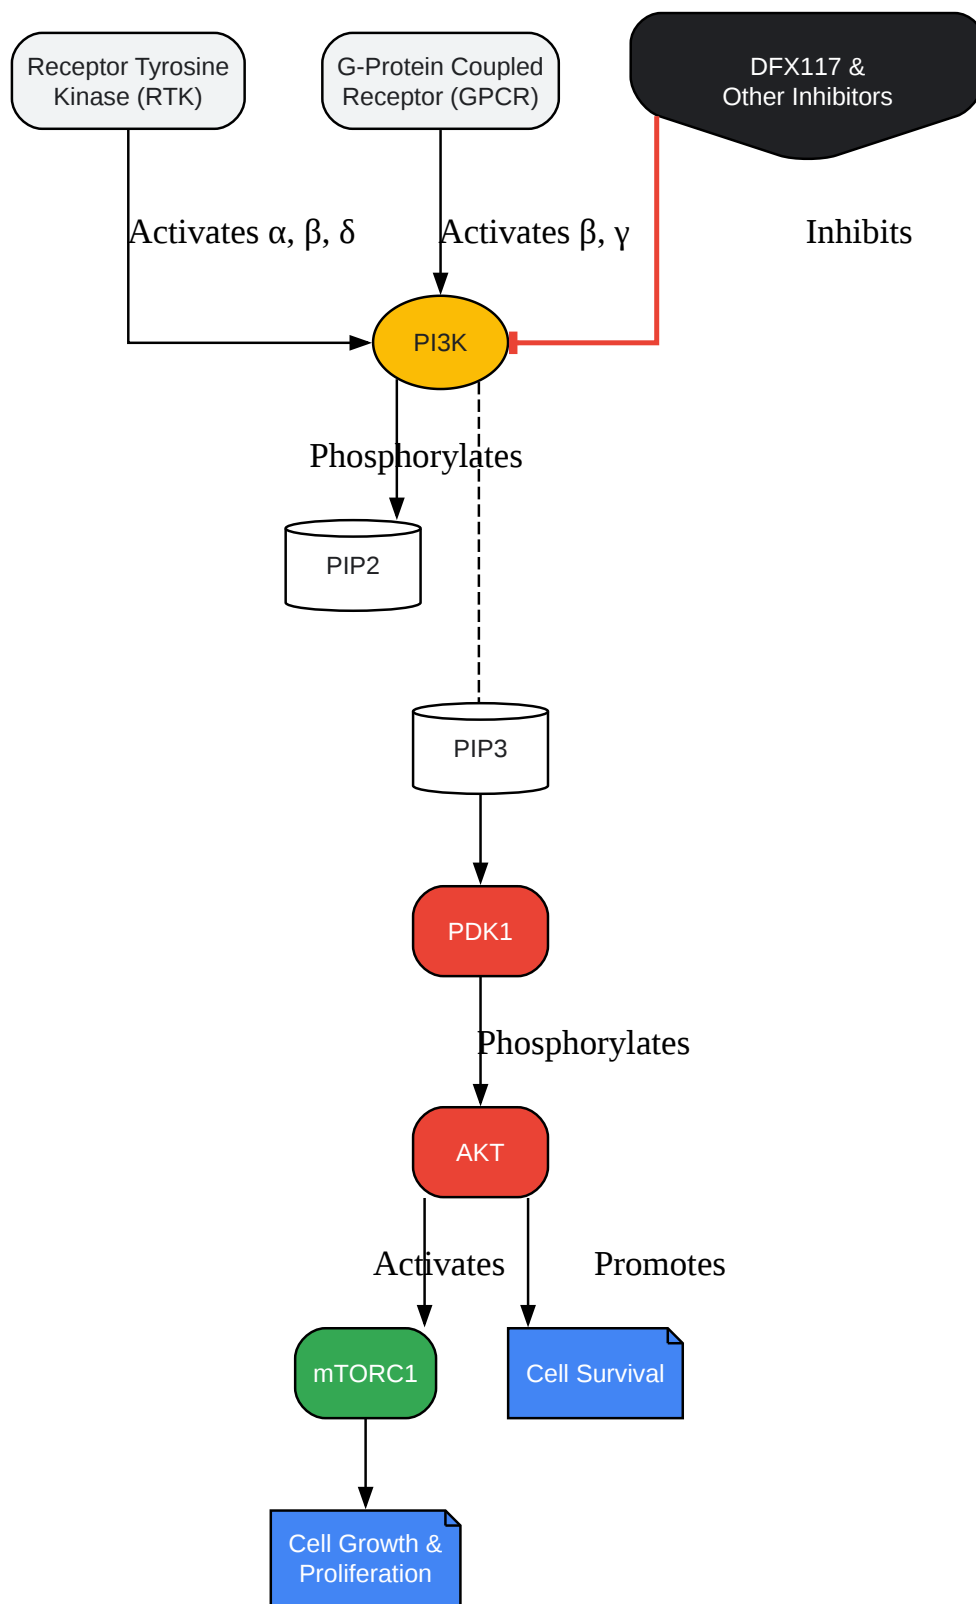 Receptor Tyrosine
Kinase (RTK)
G-Protein Coupled
Receptor (GPCR)
DFX117 &
Other Inhibitors
Activates α, β, δ
Activates β, γ
Inhibits
PI3K
Phosphorylates
PIP2
PIP3
PDK1
Phosphorylates
AKT
Activates
Promotes
mTORC1
Cell Survival
Cell Growth &
Proliferation